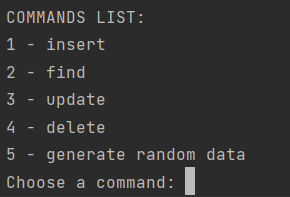 COMMANDS LIST:
1 - insert
2 - find
3 - update
4 - delete
5 - generate random data
Choose a command: